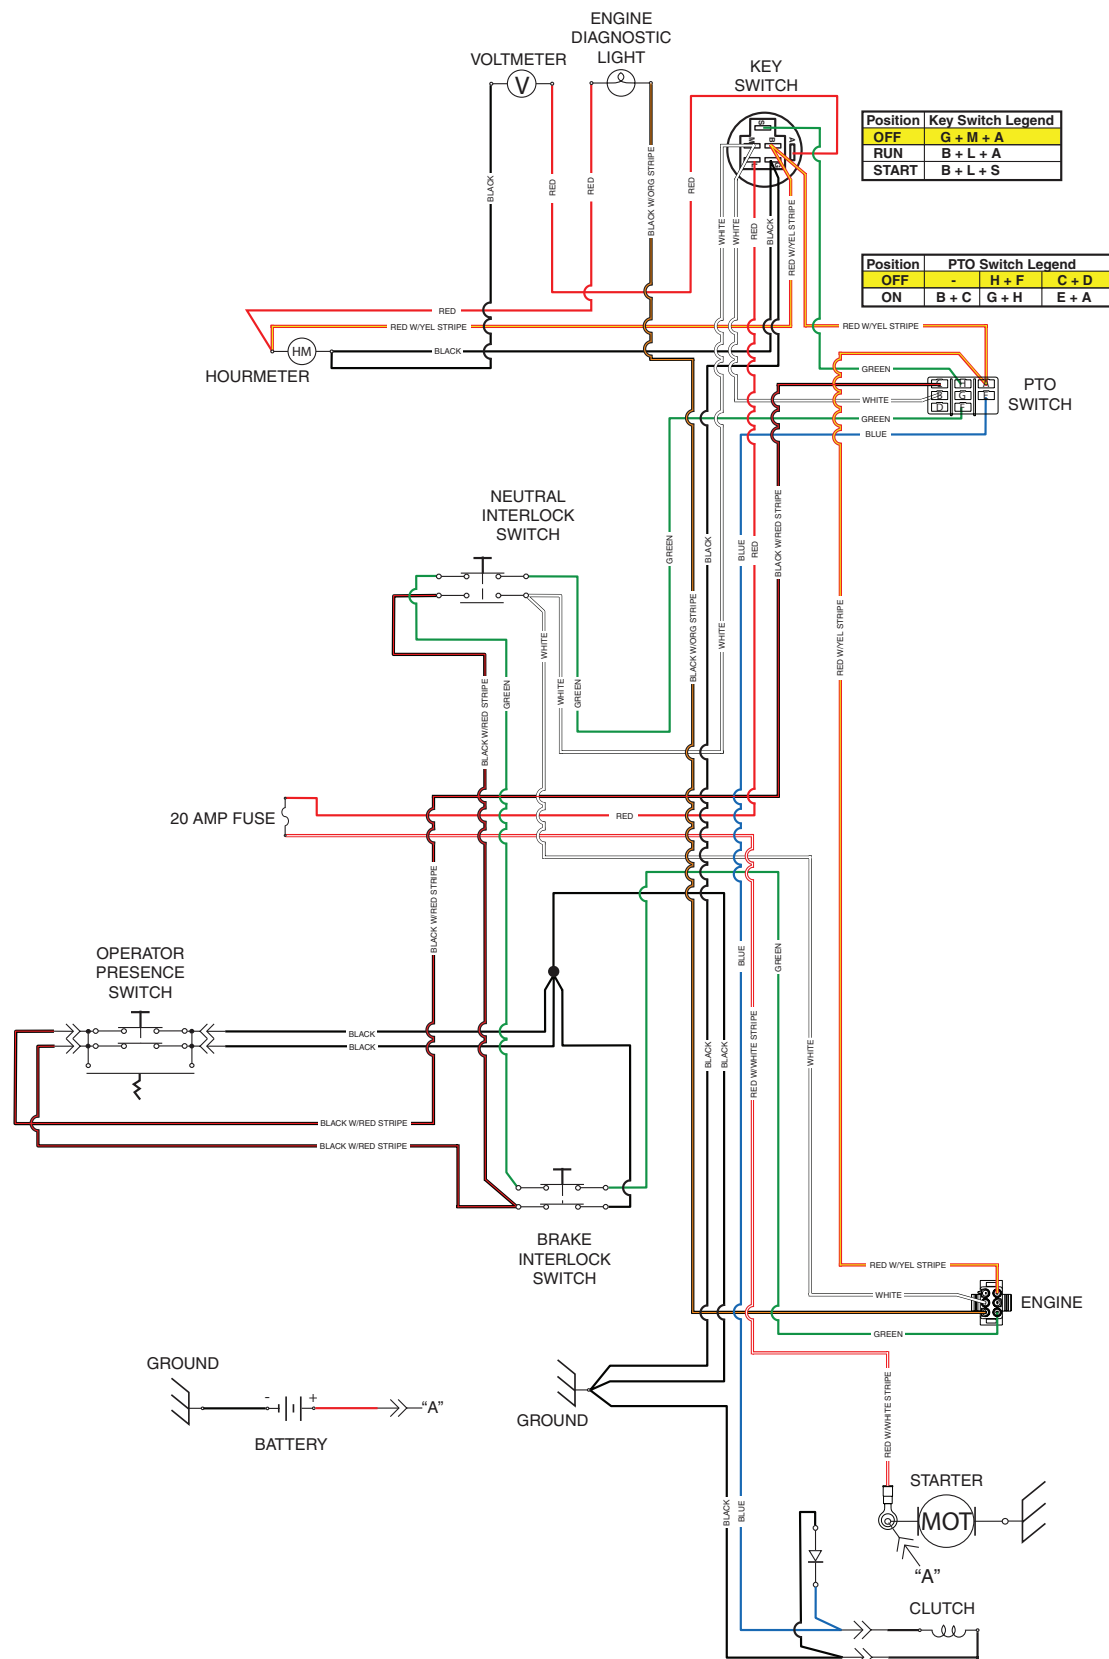 ENGINE
DIAGNOSTIC
LIGHT
VOLTMETER
V
KEY
SWITCH
Position Key Switch Legend
OFF G + M + A
RUN B + L + A
START B + L + S
S
A
M
B
BLACK
RED
RED
BLACK W/ORG STRIPE
RED
WHITE
WHITE
RED
BLACK
RED W/YEL STRIPE
Position PTO Switch Legend
OFF - H + F C + D
ON B + C G + H E + A
RED
RED W/YEL STRIPE
RED W/YEL STRIPE
HM
BLACK
HOURMETER
GREEN
WHITE
GREEN
BLUE
A
B
G
E
D
F
PTO
SWITCH
NEUTRAL
INTERLOCK
SWITCH
GREEN
BLACK
BLUE
RED
BLACK W/RED STRIPE
BLACK W/ORG STRIPE
WHITE
RED W/YEL STRIPE
WHITE
WHITE
GREEN
GREEN
BLACK W/RED STRIPE
20 AMP FUSE
RED
BLACK W/RED STRIPE
BLUE
GREEN
OPERATOR
PRESENCE
SWITCH
BLACK
BLACK
BLACK
BLACK
RED W/WHITE STRIPE
WHITE
BLACK W/RED STRIPE
BLACK W/RED STRIPE
BRAKE
INTERLOCK
SWITCH
RED W/YEL STRIPE
WHITE
ENGINE
GREEN
GROUND
- +
"A"
BATTERY
GROUND
RED W/WHITE STRIPE
STARTER
MOT
BLACK
BLUE
"A"
CLUTCH